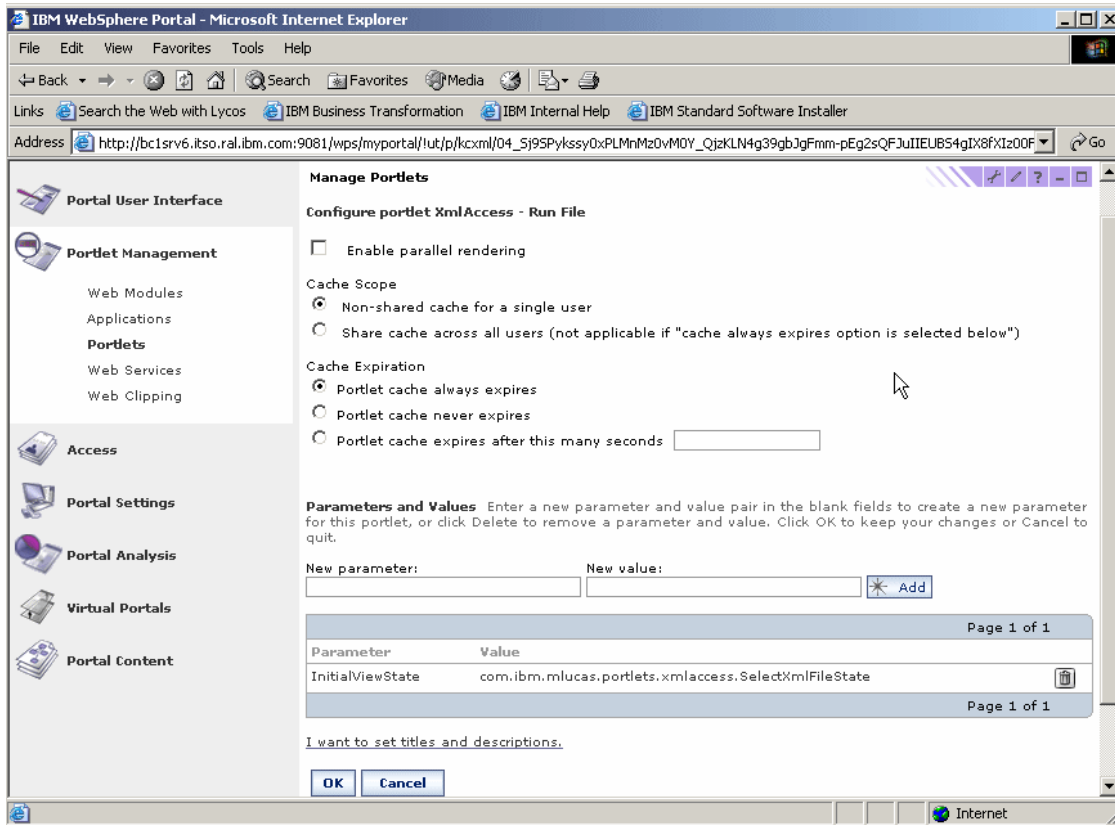 IBM WebSphere Portal - Microsoft Internet Explorer
File Edit View Favorites Tools Help
Back Search Favorites Media
Links Search the Web with Lycos IBM Business Transformation IBM Internal Help IBM Standard Software Installer
Address http://bc1srv6.itso.ral.ibm.com:9081/wps/myportal/!ut/p/kcxml/04_Sj9SPykssy0xPLMnMz0vM0Y_QjzKLN4g39gbJgFmm-pEg2sQFJuIIEUBS4gIX8fXIz00F Go
Portal User Interface
Portlet Management
Web Modules
Applications
Portlets
Web Services
Web Clipping
Access
Portal Settings
Portal Analysis
Virtual Portals
Portal Content
Manage Portlets
?
Configure portlet XmlAccess - Run File
Enable parallel rendering
Cache Scope
Non-shared cache for a single user
Share cache across all users (not applicable if "cache always expires option is selected below")
Cache Expiration
Portlet cache always expires
Portlet cache never expires
Portlet cache expires after this many seconds
Parameters and Values Enter a new parameter and value pair in the blank fields to create a new parameter
for this portlet, or click Delete to remove a parameter and value. Click OK to keep your changes or Cancel to
quit.
New parameter: New value:
Add
Page 1 of 1
Parameter Value
InitialViewState com.ibm.mlucas.portlets.xmlaccess.SelectXmlFileState
Page 1 of 1
I want to set titles and descriptions.
OK Cancel
Internet